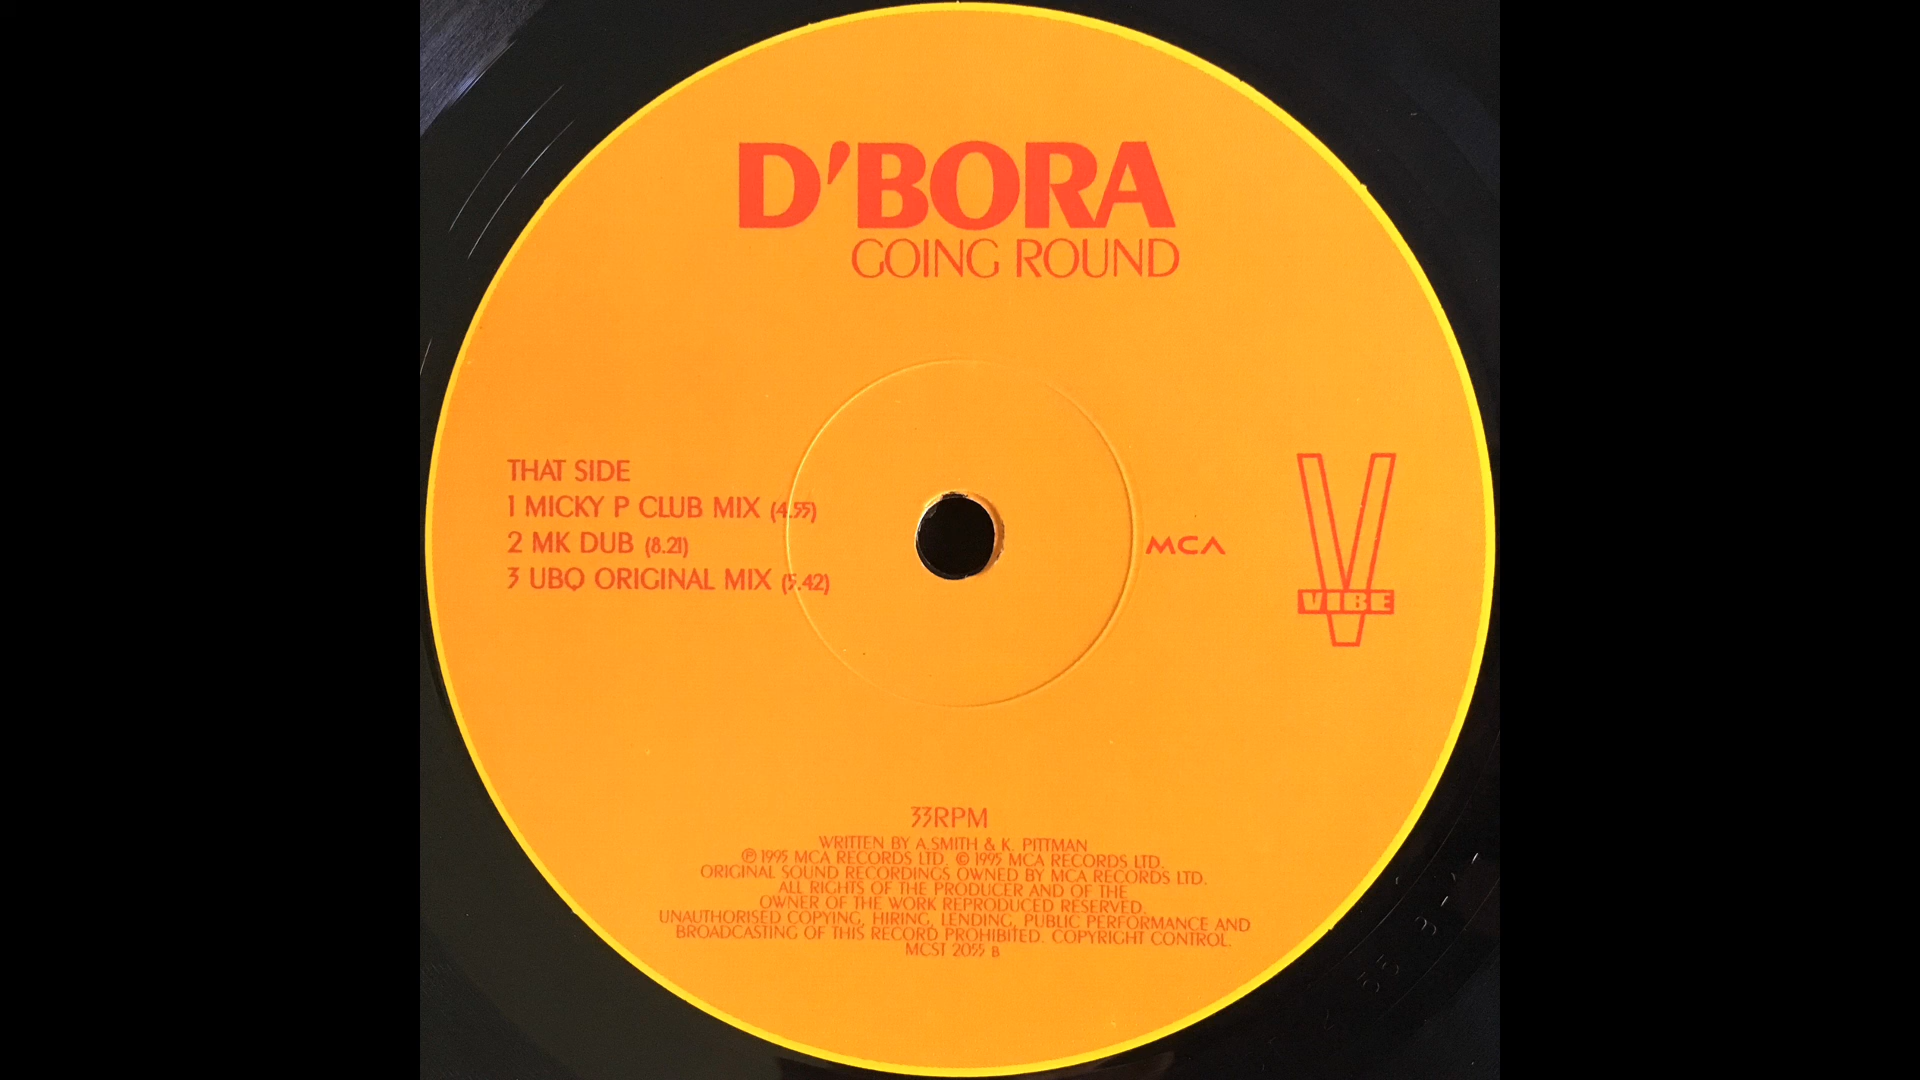 D'BORA
GOING ROUND
THAT SIDE
1 MICKY P CLUB MIX (4.55)
2 MK DUB (8.21)
3 UBQ ORIGINAL MIX (5.42)
MCA
VIBE
33RPM
WRITTEN BY A.SMITH & K. PITTMAN
℗ 1995 MCA RECORDS LTD. © 1995 MCA RECORDS LTD.
ORIGINAL SOUND RECORDINGS OWNED BY MCA RECORDS LTD.
ALL RIGHTS OF THE PRODUCER AND OF THE
OWNER OF THE WORK REPRODUCED RESERVED.
UNAUTHORISED COPYING, HIRING, LENDING, PUBLIC PERFORMANCE AND
BROADCASTING OF THIS RECORD PROHIBITED. COPYRIGHT CONTROL.
MCST 2055 B